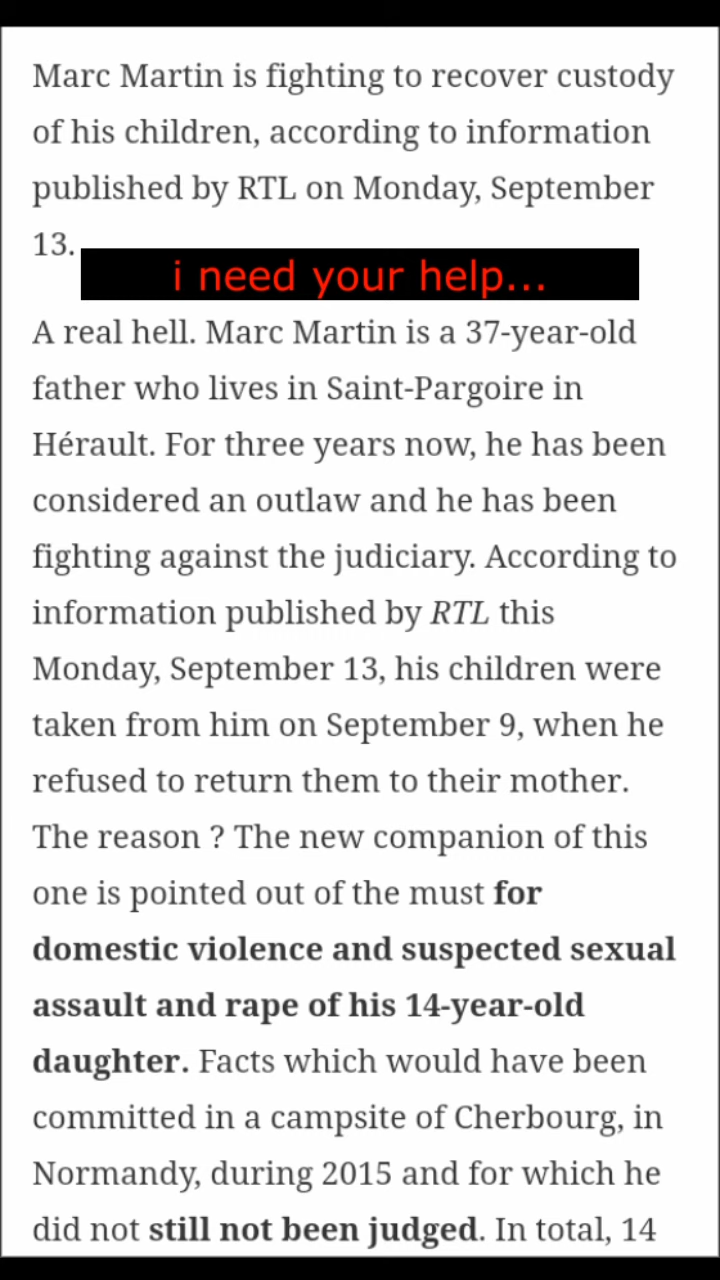 Marc Martin is fighting to recover custody
of his children, according to information
published by RTL on Monday, September
13.
i need your help...
A real hell. Marc Martin is a 37-year-old
father who lives in Saint-Pargoire in
Hérault. For three years now, he has been
considered an outlaw and he has been
fighting against the judiciary. According to
information published by RTL this
Monday, September 13, his children were
taken from him on September 9, when he
refused to return them to their mother.
The reason ? The new companion of this
one is pointed out of the must for
domestic violence and suspected sexual
assault and rape of his 14-year-old
daughter. Facts which would have been
committed in a campsite of Cherbourg, in
Normandy, during 2015 and for which he
did not still not been judged. In total, 14